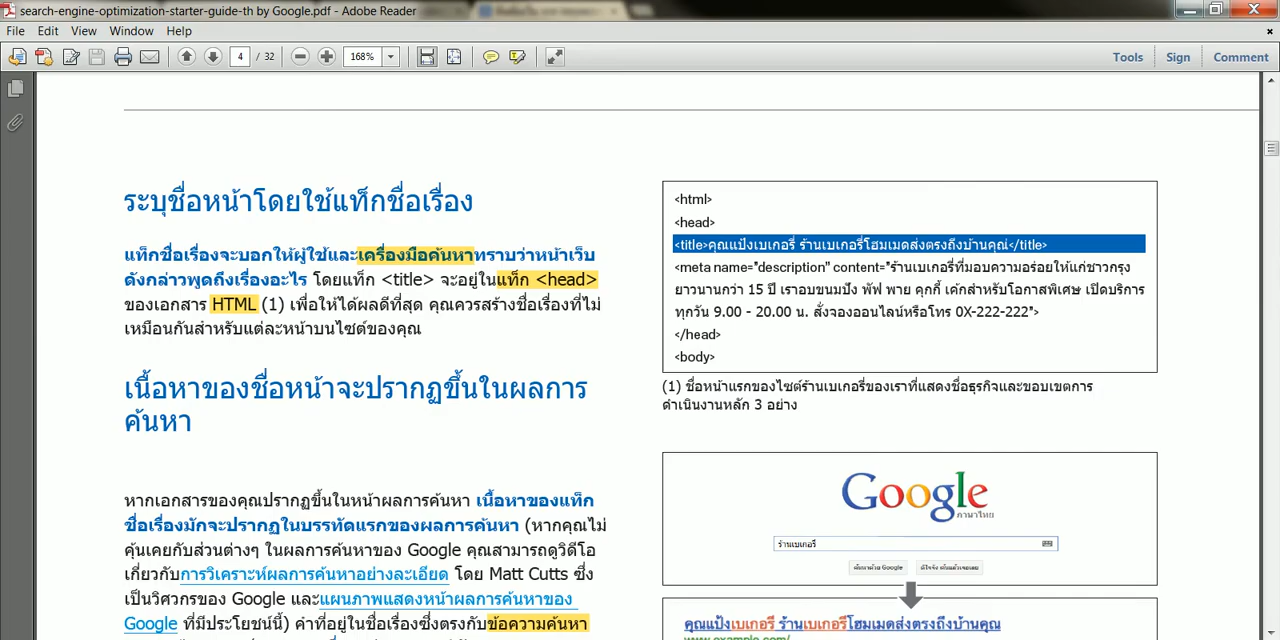 search-engine-optimization-starter-guide-th by Google.pdf - Adobe Reader
File Edit View Window Help
4 / 32 168% Tools Sign Comment
ระบุชื่อหน้าโดยใช้แท็กชื่อเรื่อง
แท็กชื่อเรื่องจะบอกให้ผู้ใช้และเครื่องมือค้นหาทราบว่าหน้าเว็บ
ดังกล่าวพูดถึงเรื่องอะไร โดยแท็ก <title> จะอยู่ในแท็ก <head>
ของเอกสาร HTML (1) เพื่อให้ได้ผลดีที่สุด คุณควรสร้างชื่อเรื่องที่ไม่
เหมือนกันสำหรับแต่ละหน้าบนไซต์ของคุณ
เนื้อหาของชื่อหน้าจะปรากฏขึ้นในผลการ
ค้นหา
หากเอกสารของคุณปรากฏขึ้นในหน้าผลการค้นหา เนื้อหาของแท็ก
ชื่อเรื่องมักจะปรากฏในบรรทัดแรกของผลการค้นหา (หากคุณไม่
คุ้นเคยกับส่วนต่างๆ ในผลการค้นหาของ Google คุณสามารถดูวิดีโอ
เกี่ยวกับการวิเคราะห์ผลการค้นหาอย่างละเอียด โดย Matt Cutts ซึ่ง
เป็นวิศวกรของ Google และแผนภาพแสดงหน้าผลการค้นหาของ
Google ที่มีประโยชน์นี้) คำที่อยู่ในชื่อเรื่องซึ่งตรงกับข้อความค้นหา
<html>
<head>
<title>คุณแป้งเบเกอรี่ ร้านเบเกอรี่โฮมเมดส่งตรงถึงบ้านคุณ</title>
<meta name="description" content="ร้านเบเกอรี่ที่มอบความอร่อยให้แก่ชาวกรุง
ยาวนานกว่า 15 ปี เราอบขนมปัง พัฟ พาย คุกกี้ เค้กสำหรับโอกาสพิเศษ เปิดบริการ
ทุกวัน 9.00 - 20.00 น. สั่งจองออนไลน์หรือโทร 0X-222-222">
</head>
<body>
(1) ชื่อหน้าแรกของไซต์ร้านเบเกอรี่ของเราที่แสดงชื่อธุรกิจและขอบเขตการ
ดำเนินงานหลัก 3 อย่าง
Google
ภาษาไทย
ร้านเบเกอรี่
ค้นหาด้วย Google ดีใจจัง ค้นแล้วเจอเลย
คุณแป้งเบเกอรี่ ร้านเบเกอรี่โฮมเมดส่งตรงถึงบ้านคุณ
www.example.com/